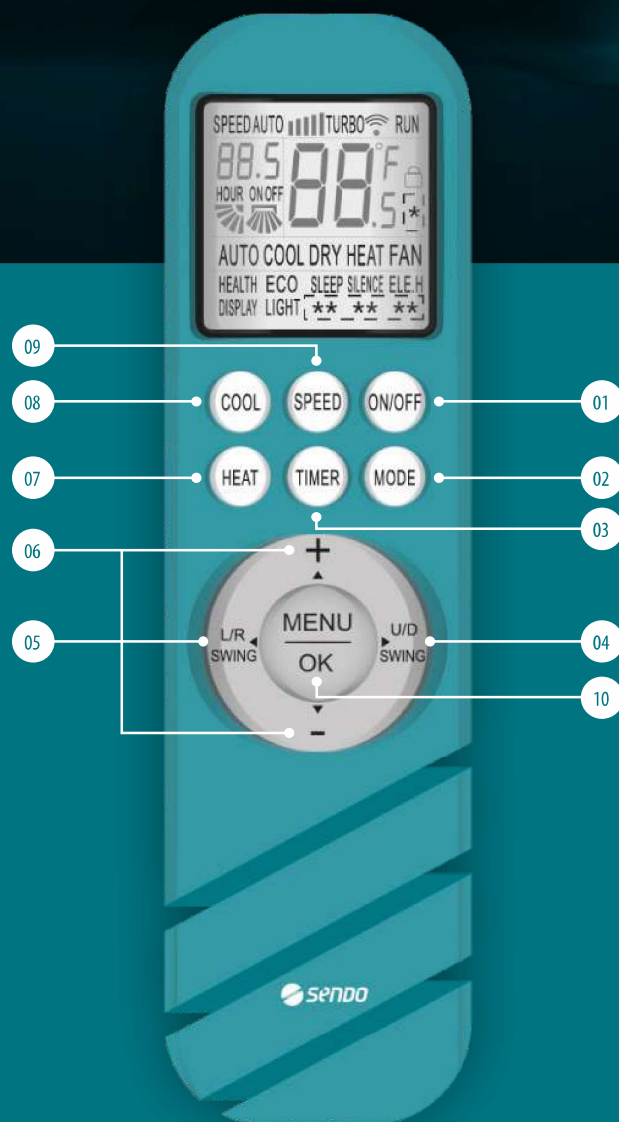 SPEED AUTO TURBO RUN
88.5 88.5 °F
HOUR ON OFF
[*]
AUTO COOL DRY HEAT FAN
HEALTH ECO SLEEP SILENCE ELE.H
DISPLAY LIGHT [** ** **]
09
08 COOL SPEED ON/OFF 01
07 HEAT TIMER MODE 02
03
06 +
05 L/R SWING MENU OK U/D SWING 04
10
-
SENDO